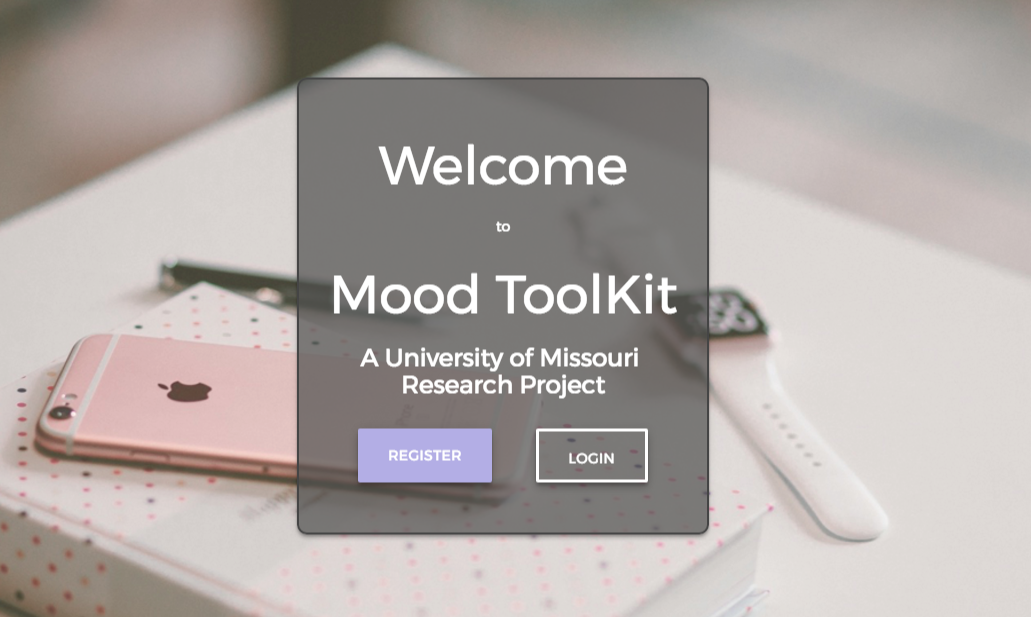 Welcome
to
Mood ToolKit
A University of Missouri
Research Project
REGISTER
LOGIN